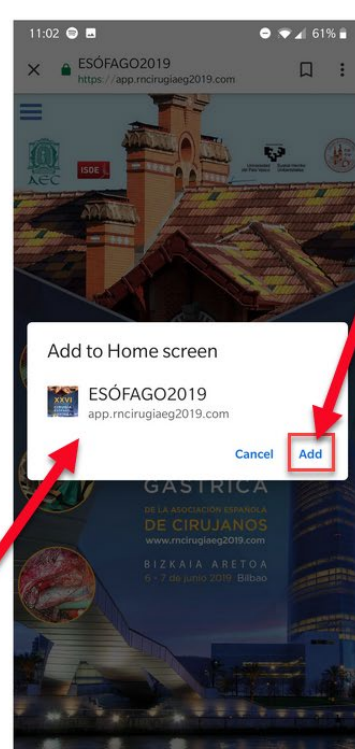 11:02
61%
ESÓFAGO2019
https://app.rncirugiaeg2019.com
AEC
ISDE
Add to Home screen
XXVI
ESÓFAGO2019
app.rncirugiaeg2019.com
Cancel
Add
GÁSTRICA
DE LA ASOCIACIÓN ESPAÑOLA
DE CIRUJANOS
www.rncirugiaeg2019.com
BIZKAIA ARETOA
6 - 7 de junio 2019 Bilbao